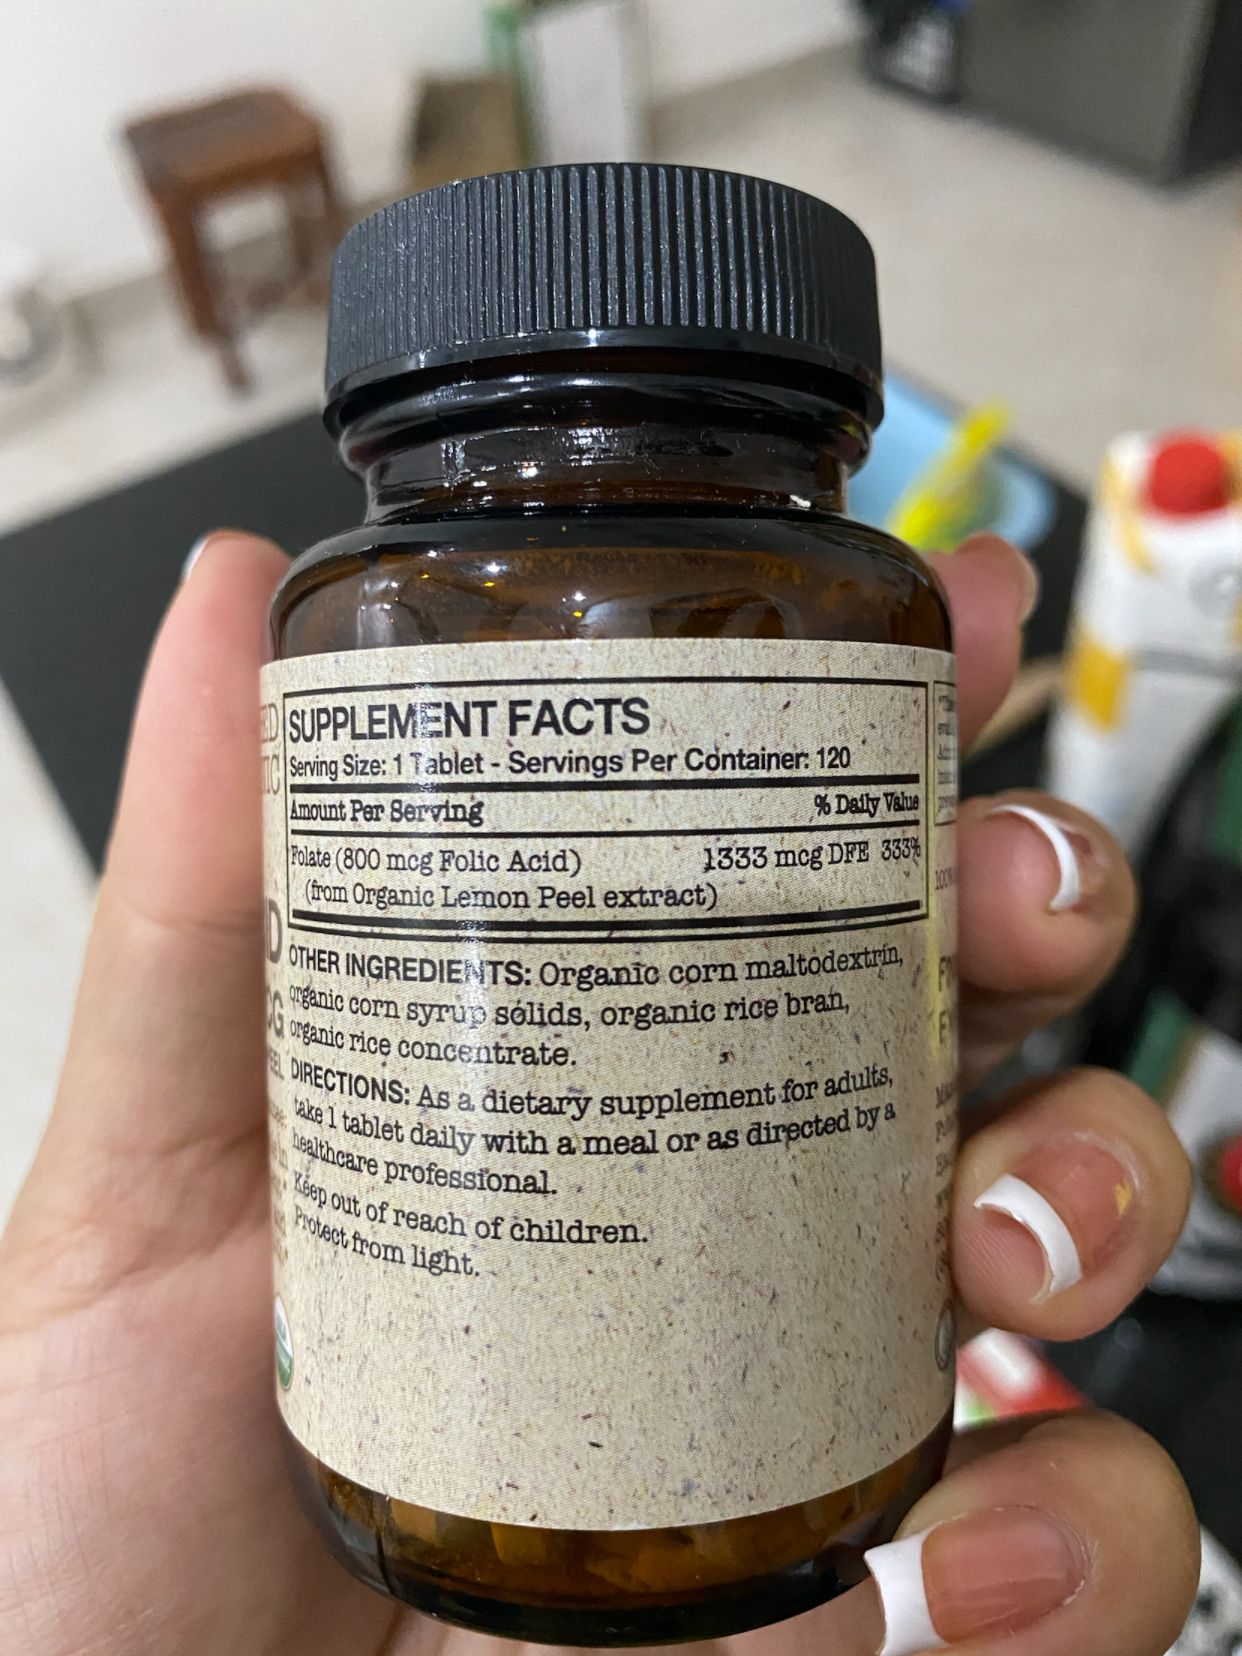 SUPPLEMENT FACTS
Serving Size: 1 Tablet - Servings Per Container: 120
Amount Per Serving % Daily Value
Folate (800 mcg Folic Acid) 1333 mcg DFE 333%
(from Organic Lemon Peel extract)
OTHER INGREDIENTS: Organic corn maltodextrin,
organic corn syrup solids, organic rice bran,
organic rice concentrate.
DIRECTIONS: As a dietary supplement for adults,
take 1 tablet daily with a meal or as directed by a
healthcare professional.
Keep out of reach of children.
Protect from light.